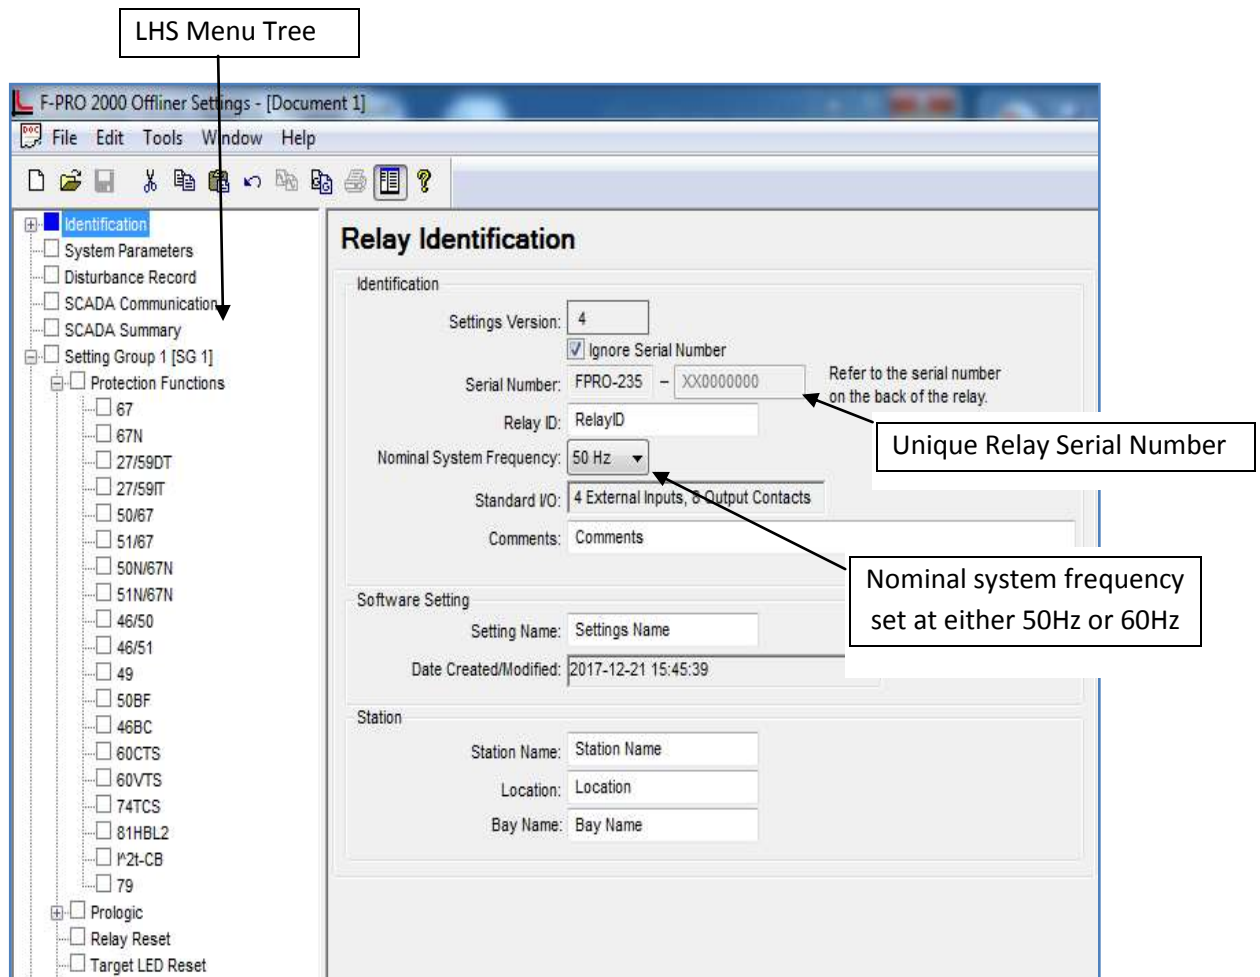 LHS Menu Tree
F-PRO 2000 Offliner Settings - [Document 1]
DOC
File Edit Tools Window Help
Identification
System Parameters
Disturbance Record
SCADA Communication
SCADA Summary
Setting Group 1 [SG 1]
Protection Functions
67
67N
27/59DT
27/59IT
50/67
51/67
50N/67N
51N/67N
46/50
46/51
49
50BF
46BC
60CTS
60VTS
74TCS
81HBL2
I^2t-CB
79
Prologic
Relay Reset
Target LED Reset
Relay Identification
Identification
Settings Version: 4
Ignore Serial Number
Serial Number: FPRO-235 – XX0000000
Refer to the serial number
on the back of the relay.
Relay ID: RelayID
Unique Relay Serial Number
Nominal System Frequency: 50 Hz
Standard I/O: 4 External Inputs, 8 Output Contacts
Comments: Comments
Nominal system frequency
set at either 50Hz or 60Hz
Software Setting
Setting Name: Settings Name
Date Created/Modified: 2017-12-21 15:45:39
Station
Station Name: Station Name
Location: Location
Bay Name: Bay Name